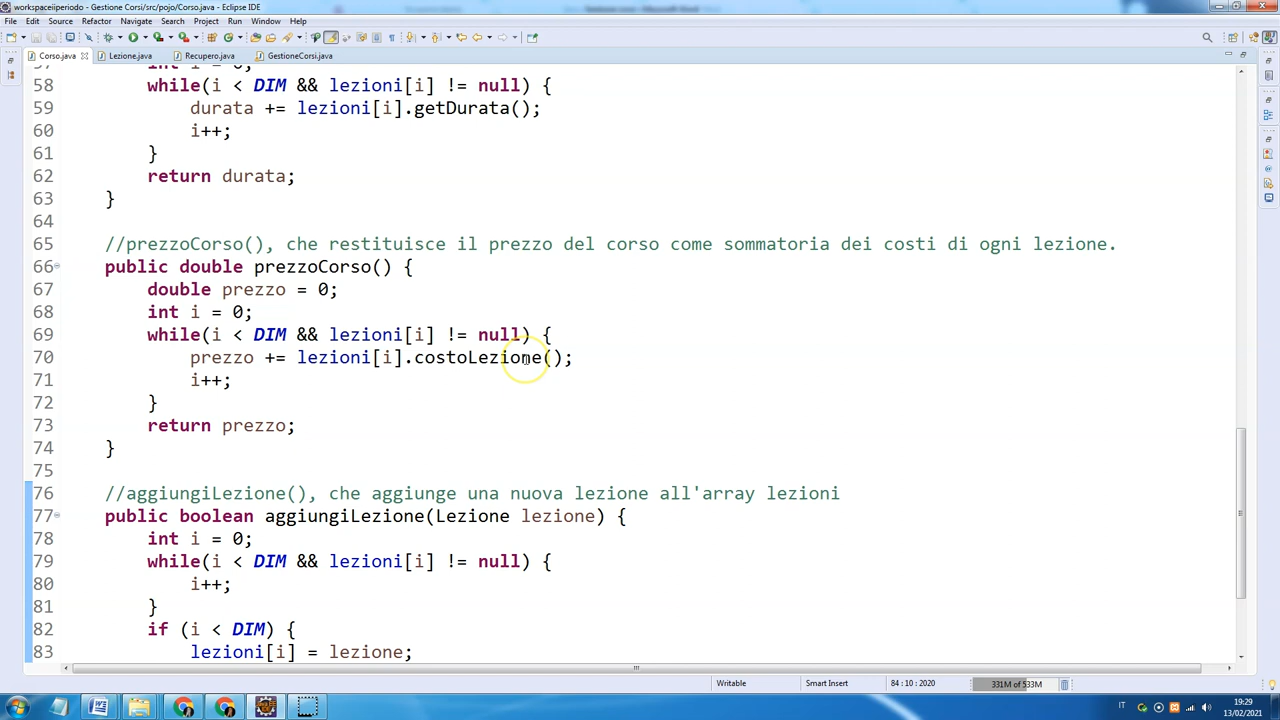 workspaceiiperiodo - Gestione Corsi/src/pojo/Corso.java - Eclipse IDE
File Edit Source Refactor Navigate Search Project Run Window Help
Corso.java Lezione.java Recupero.java GestioneCorsi.java
57 int i = 0;
58 while(i < DIM && lezioni[i] != null) {
59 durata += lezioni[i].getDurata();
60 i++;
61 }
62 return durata;
63 }
64
65 //prezzoCorso(), che restituisce il prezzo del corso come sommatoria dei costi di ogni lezione.
66 public double prezzoCorso() {
67 double prezzo = 0;
68 int i = 0;
69 while(i < DIM && lezioni[i] != null) {
70 prezzo += lezioni[i].costoLezione();
71 i++;
72 }
73 return prezzo;
74 }
75
76 //aggiungiLezione(), che aggiunge una nuova lezione all'array lezioni
77 public boolean aggiungiLezione(Lezione lezione) {
78 int i = 0;
79 while(i < DIM && lezioni[i] != null) {
80 i++;
81 }
82 if (i < DIM) {
83 lezioni[i] = lezione;
Writable Smart Insert 84 : 10 : 2020 331M of 533M
IT 19:29
13/02/2021